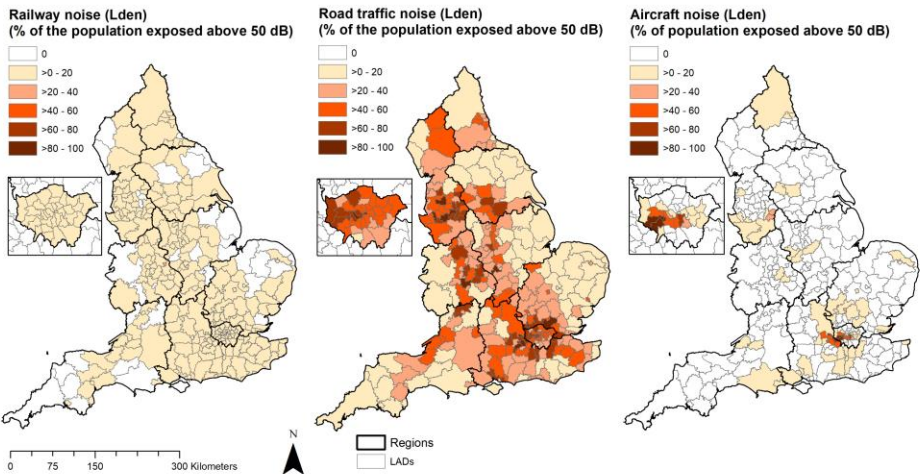 Railway noise (Lden)
(% of the population exposed above 50 dB)
0
>0 - 20
>20 - 40
>40 - 60
>60 - 80
>80 - 100
Road traffic noise (Lden)
(% of the population exposed above 50 dB)
0
>0 - 20
>20 - 40
>40 - 60
>60 - 80
>80 - 100
Aircraft noise (Lden)
(% of population exposed above 50 dB)
0
>0 - 20
>20 - 40
>40 - 60
>60 - 80
>80 - 100
0 75 150 300 Kilometers
N
Regions
LADs